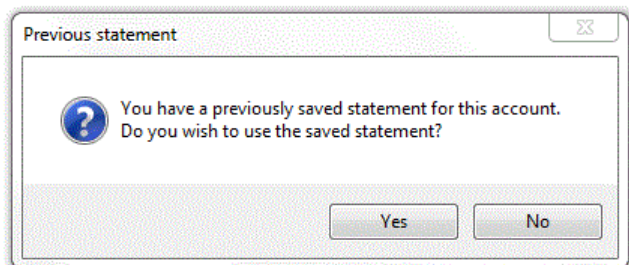 Previous statement
You have a previously saved statement for this account.
Do you wish to use the saved statement?
Yes
No